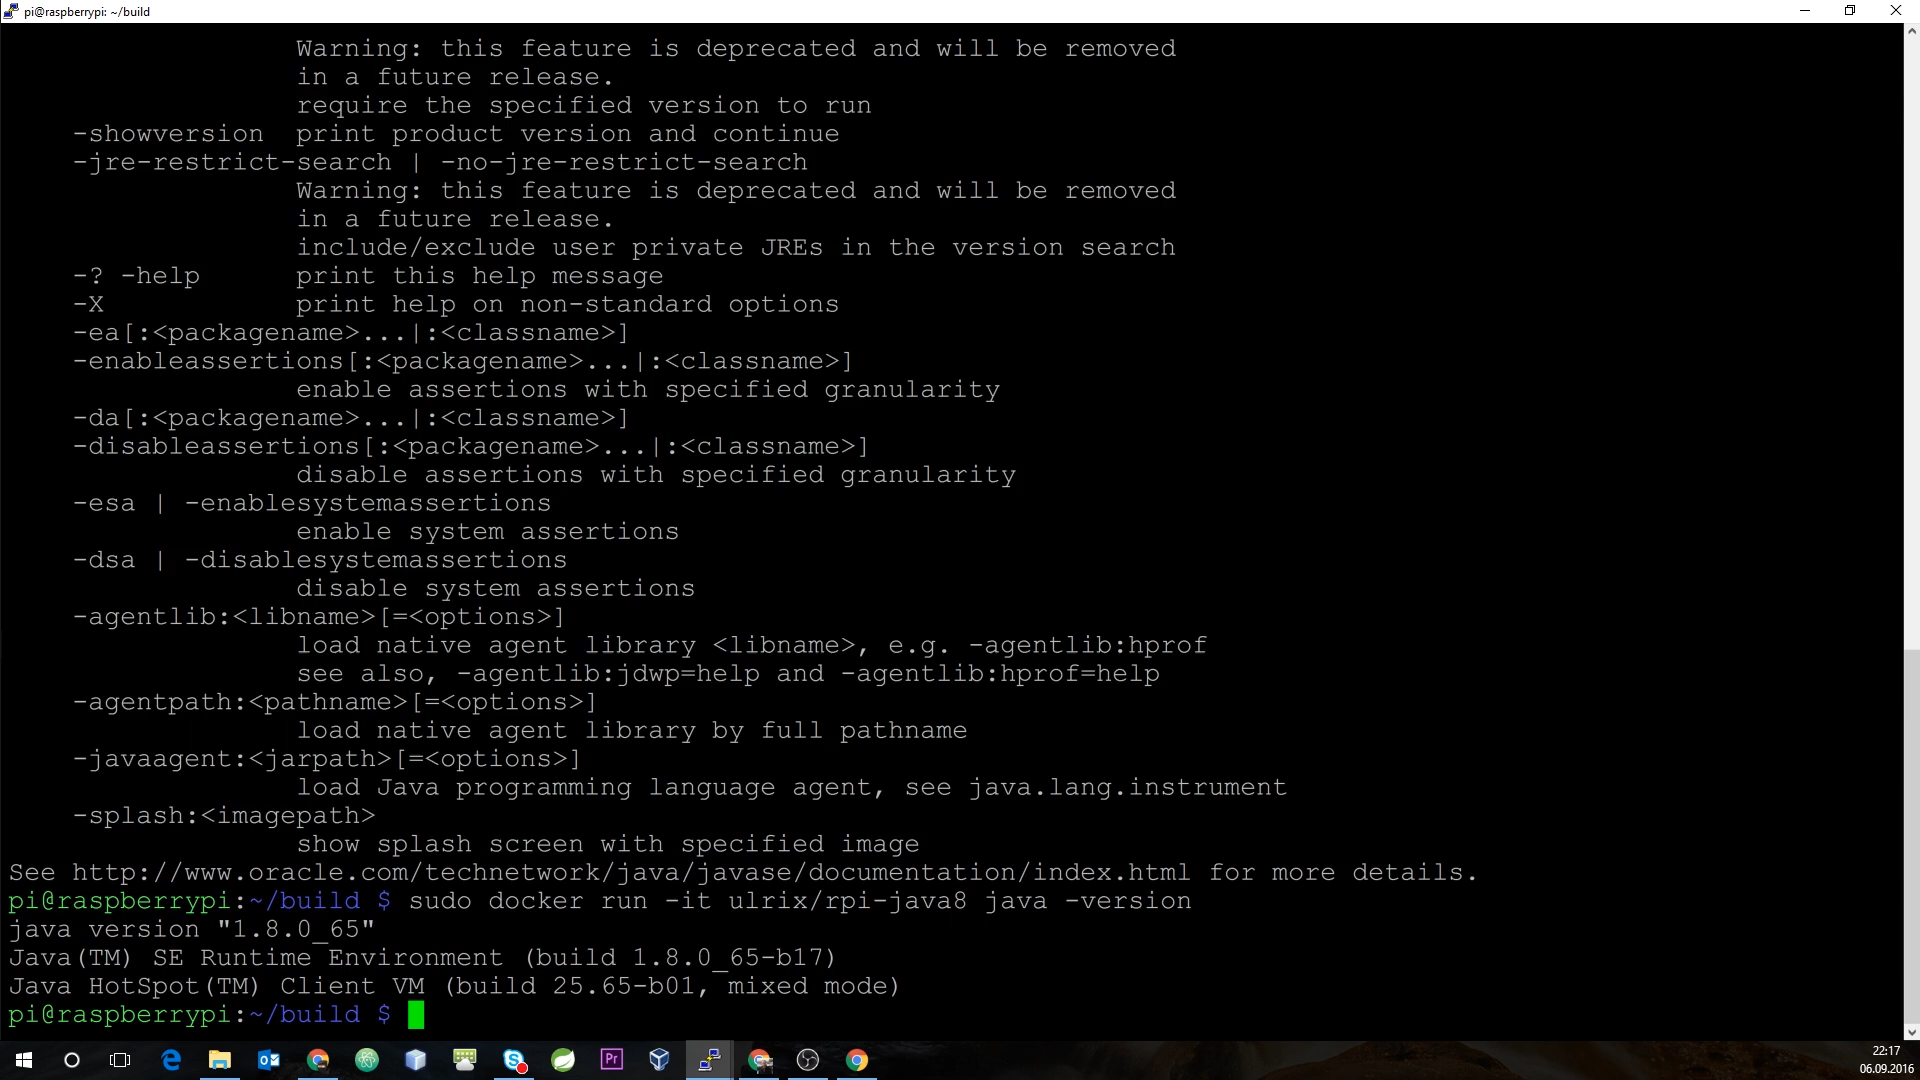 pi@raspberrypi: ~/build
Warning: this feature is deprecated and will be removed
in a future release.
require the specified version to run
-showversion  print product version and continue
-jre-restrict-search | -no-jre-restrict-search
Warning: this feature is deprecated and will be removed
in a future release.
include/exclude user private JREs in the version search
-? -help      print this help message
-X            print help on non-standard options
-ea[:<packagename>...|:<classname>]
-enableassertions[:<packagename>...|:<classname>]
enable assertions with specified granularity
-da[:<packagename>...|:<classname>]
-disableassertions[:<packagename>...|:<classname>]
disable assertions with specified granularity
-esa | -enablesystemassertions
enable system assertions
-dsa | -disablesystemassertions
disable system assertions
-agentlib:<libname>[=<options>]
load native agent library <libname>, e.g. -agentlib:hprof
see also, -agentlib:jdwp=help and -agentlib:hprof=help
-agentpath:<pathname>[=<options>]
load native agent library by full pathname
-javaagent:<jarpath>[=<options>]
load Java programming language agent, see java.lang.instrument
-splash:<imagepath>
show splash screen with specified image
See http://www.oracle.com/technetwork/java/javase/documentation/index.html for more details.
pi@raspberrypi:~/build $ sudo docker run -it ulrix/rpi-java8 java -version
java version "1.8.0_65"
Java(TM) SE Runtime Environment (build 1.8.0_65-b17)
Java HotSpot(TM) Client VM (build 25.65-b01, mixed mode)
pi@raspberrypi:~/build $
Pr
22:17
06.09.2016